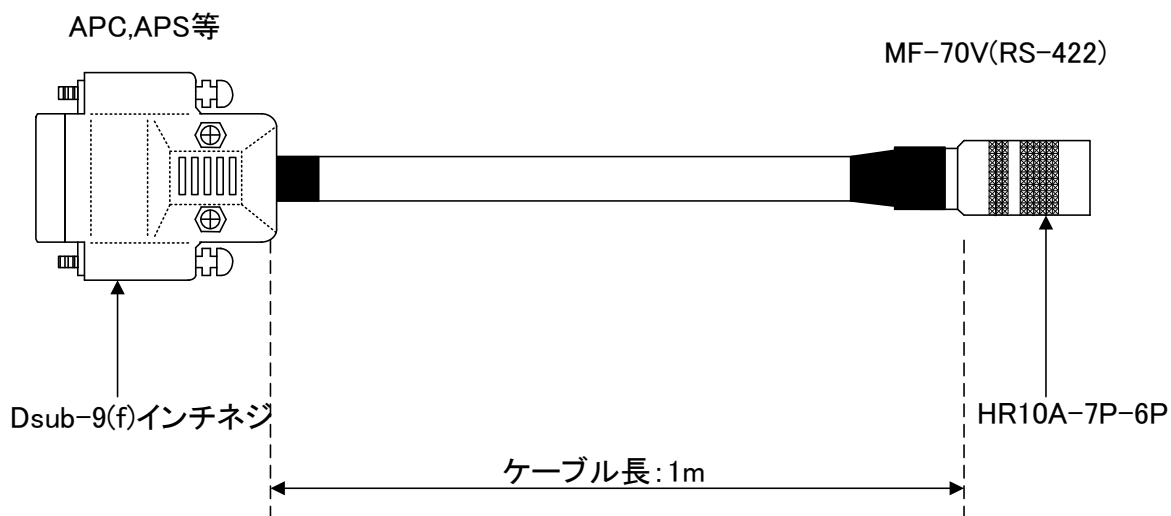 APC,APS等
MF-70V(RS-422)
Dsub-9(f)インチネジ
HR10A-7P-6P
ケーブル長:1m